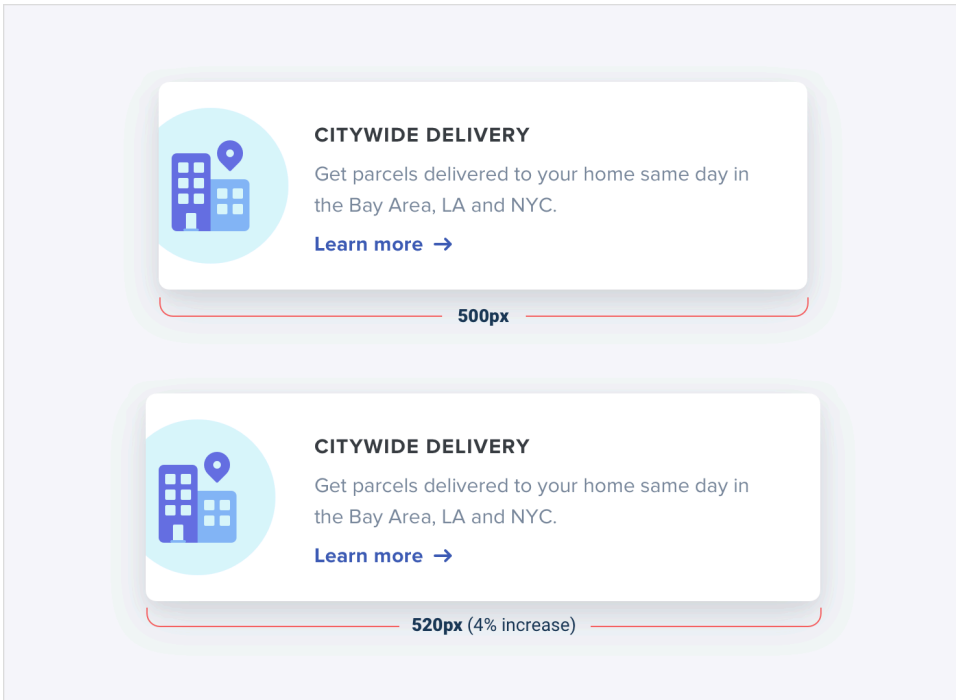 CITYWIDE DELIVERY
Get parcels delivered to your home same day in
the Bay Area, LA and NYC.
Learn more →
500px
CITYWIDE DELIVERY
Get parcels delivered to your home same day in
the Bay Area, LA and NYC.
Learn more →
520px (4% increase)